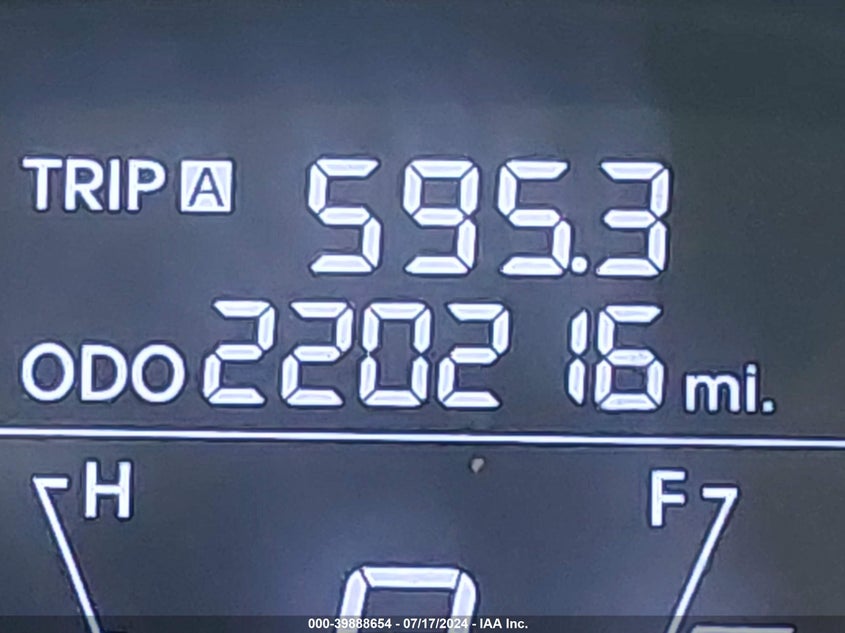 TRIP A 595.3
ODO 220216 mi.
H F
000-39888654 - 07/17/2024 - IAA Inc.